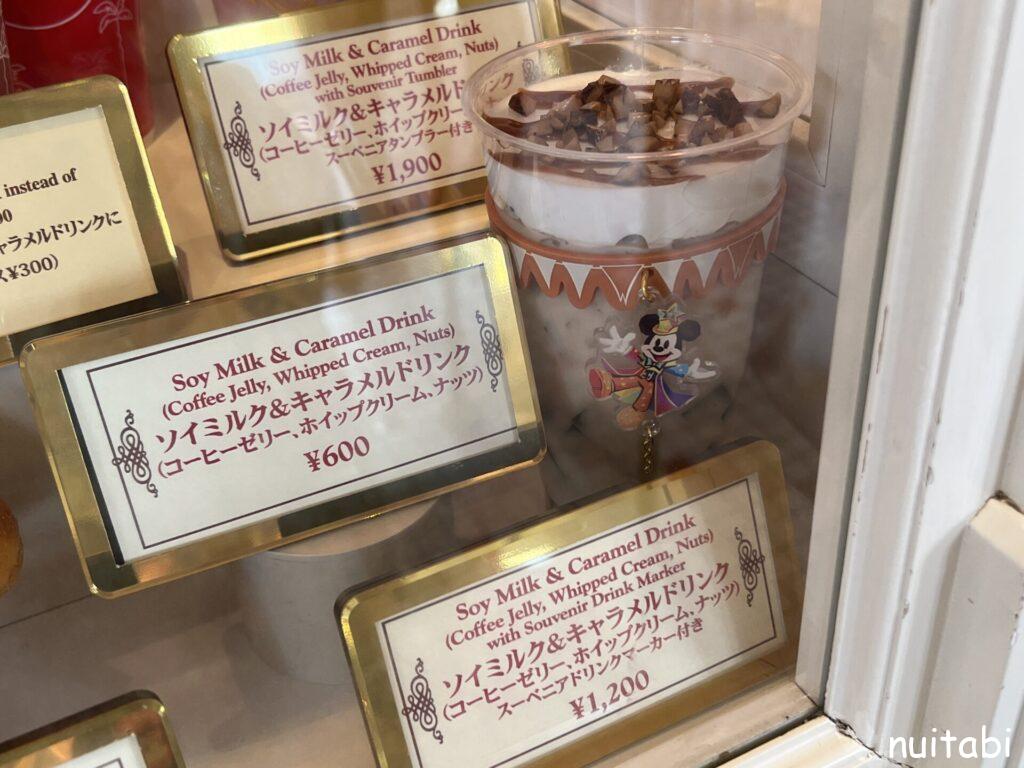 Soy Milk & Caramel Drink
(Coffee Jelly, Whipped Cream, Nuts)
with Souvenir Tumbler
ソイミルク&キャラメルドリンク
(コーヒーゼリー、ホイップクリー
スーベニアタンブラー付き
¥1,900
instead of
00
ャラメルドリンクに
ス¥300)
Soy Milk & Caramel Drink
(Coffee Jelly, Whipped Cream, Nuts)
ソイミルク&キャラメルドリンク
(コーヒーゼリー、ホイップクリーム、ナッツ)
¥600
Soy Milk & Caramel Drink
(Coffee Jelly, Whipped Cream, Nuts)
with Souvenir Drink Marker
ソイミルク&キャラメルドリンク
(コーヒーゼリー、ホイップクリーム、ナッツ)
スーベニアドリンクマーカー付き
¥1,200
nuitabi